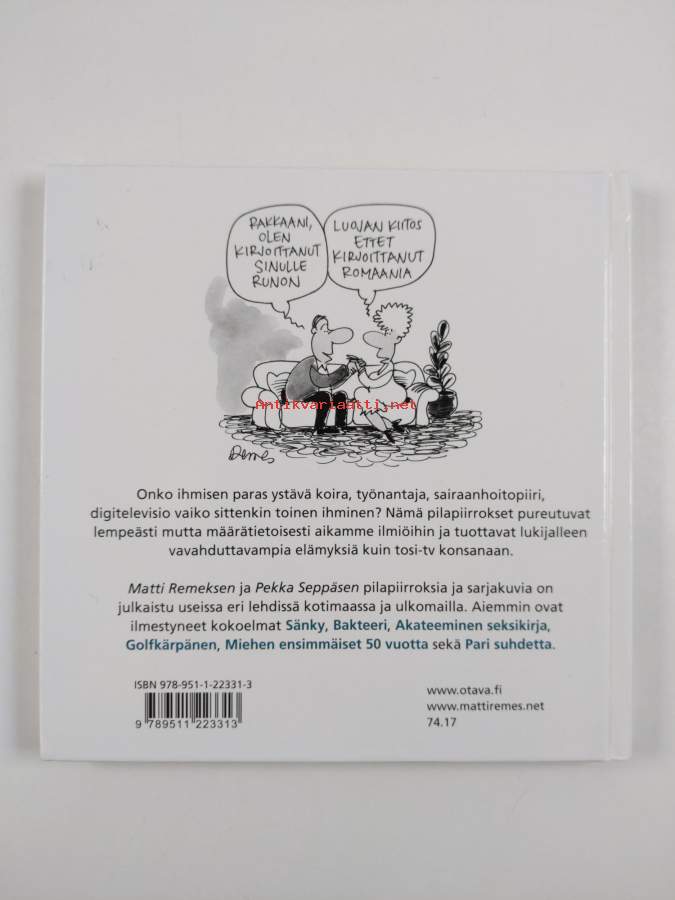 RAKKAANI,
OLEN
KIRJOITTANUT
SINULLE
RUNON
LUOJAN KIITOS
ETTET
KIRJOITTANUT
ROMAANIA
Antikvariaatti.net
Remes
Onko ihmisen paras ystävä koira, työnantaja, sairaanhoitopiiri,
digitelevisio vaiko sittenkin toinen ihminen? Nämä pilapiirrokset pureutuvat
lempeästi mutta määrätietoisesti aikamme ilmiöihin ja tuottavat lukijalleen
vavahduttavampia elämyksiä kuin tosi-tv konsanaan.
Matti Remeksen ja Pekka Seppäsen pilapiirroksia ja sarjakuvia on
julkaistu useissa eri lehdissä kotimaassa ja ulkomailla. Aiemmin ovat
ilmestyneet kokoelmat Sänky, Bakteeri, Akateeminen seksikirja,
Golfkärpänen, Miehen ensimmäiset 50 vuotta sekä Pari suhdetta.
ISBN 978-951-1-22331-3
9 789511 223313
www.otava.fi
www.mattiremes.net
74.17